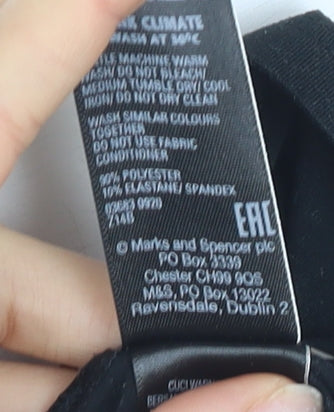 CLIMATE
WASH AT 30°C
MACHINE WARM
WASH/ DO NOT BLEACH/
MEDIUM TUMBLE DRY/ COOL
IRON/ DO NOT DRY CLEAN
WASH SIMILAR COLOURS
TOGETHER
DO NOT USE FABRIC
CONDITIONER
90% POLYESTER
10% ELASTANE/ SPANDEX
0920
/14B
EAC
© Marks and Spencer plc
PO Box 3339
Chester CH99 9QS
M&S, PO Box 13022
Ravensdale, Dublin 2